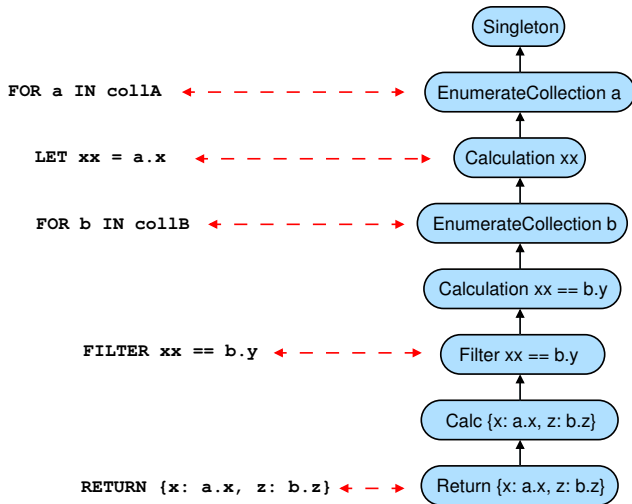 Singleton
FOR a IN collA
EnumerateCollection a
LET xx = a.x
Calculation xx
FOR b IN collB
EnumerateCollection b
Calculation xx == b.y
FILTER xx == b.y
Filter xx == b.y
Calc {x: a.x, z: b.z}
RETURN {x: a.x, z: b.z}
Return {x: a.x, z: b.z}